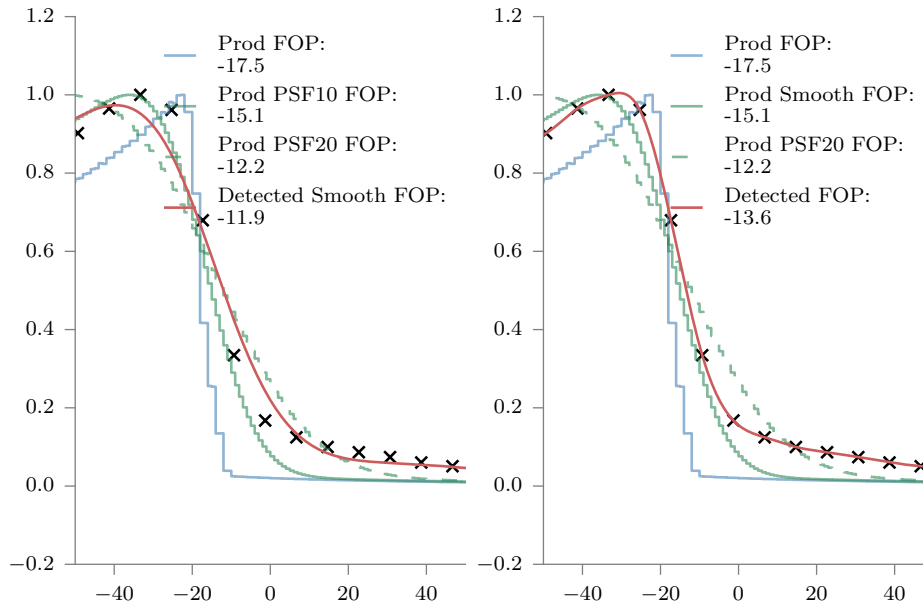 1.2
1.0
0.8
0.6
0.4
0.2
0.0
−0.2
−40 −20 0 20 40
Prod FOP:
-17.5
Prod PSF10 FOP:
-15.1
Prod PSF20 FOP:
-12.2
Detected Smooth FOP:
-11.9
1.2
1.0
0.8
0.6
0.4
0.2
0.0
−0.2
−40 −20 0 20 40
Prod FOP:
-17.5
Prod Smooth FOP:
-15.1
Prod PSF20 FOP:
-12.2
Detected FOP:
-13.6